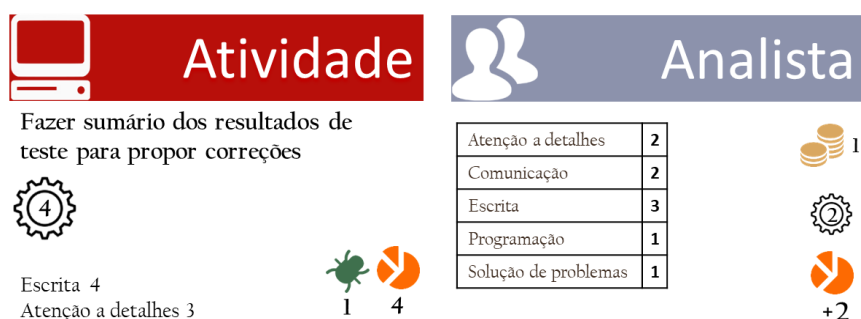 Atividade
Fazer sumário dos resultados de
teste para propor correções
4
Escrita 4
Atenção a detalhes 3
1 4
Analista
Atenção a detalhes 2
Comunicação 2
Escrita 3
Programação 1
Solução de problemas 1
1
2
+2